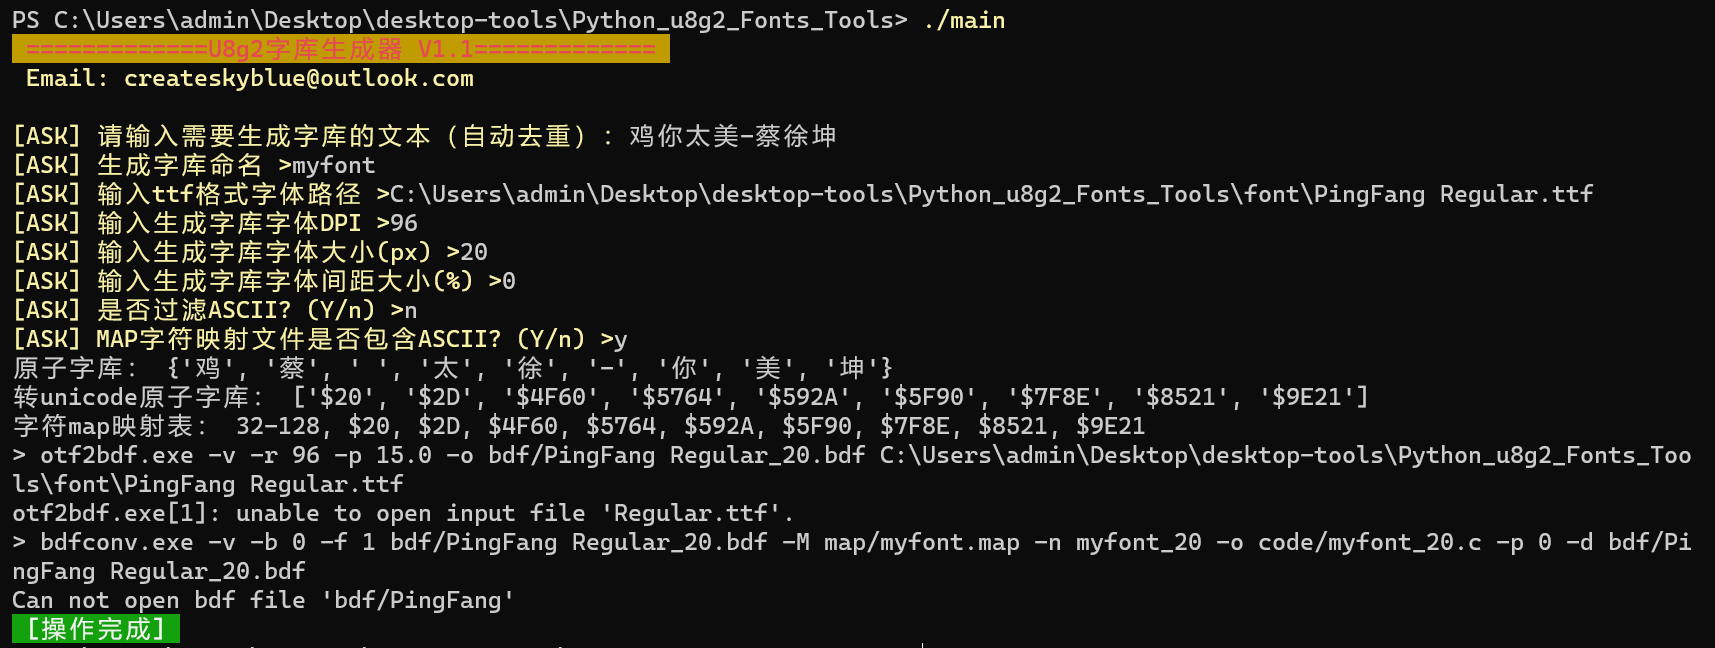 PS C:\Users\admin\Desktop\desktop-tools\Python_u8g2_Fonts_Tools> ./main
=============U8g2字库生成器 V1.1=============
Email: createskyblue@outlook.com
[ASK] 请输入需要生成字库的文本（自动去重）：鸡你太美-蔡徐坤
[ASK] 生成字库命名 >myfont
[ASK] 输入ttf格式字体路径 >C:\Users\admin\Desktop\desktop-tools\Python_u8g2_Fonts_Tools\font\PingFang Regular.ttf
[ASK] 输入生成字库字体DPI >96
[ASK] 输入生成字库字体大小(px) >20
[ASK] 输入生成字库字体间距大小(%) >0
[ASK] 是否过滤ASCII? (Y/n) >n
[ASK] MAP字符映射文件是否包含ASCII? (Y/n) >y
原子字库： {'鸡', '蔡', ' ', '太', '徐', '-', '你', '美', '坤'}
转unicode原子字库： ['$20', '$2D', '$4F60', '$5764', '$592A', '$5F90', '$7F8E', '$8521', '$9E21']
字符map映射表： 32-128, $20, $2D, $4F60, $5764, $592A, $5F90, $7F8E, $8521, $9E21
> otf2bdf.exe -v -r 96 -p 15.0 -o bdf/PingFang Regular_20.bdf C:\Users\admin\Desktop\desktop-tools\Python_u8g2_Fonts_Too
ls\font\PingFang Regular.ttf
otf2bdf.exe[1]: unable to open input file 'Regular.ttf'.
> bdfconv.exe -v -b 0 -f 1 bdf/PingFang Regular_20.bdf -M map/myfont.map -n myfont_20 -o code/myfont_20.c -p 0 -d bdf/Pi
ngFang Regular_20.bdf
Can not open bdf file 'bdf/PingFang'
[操作完成]